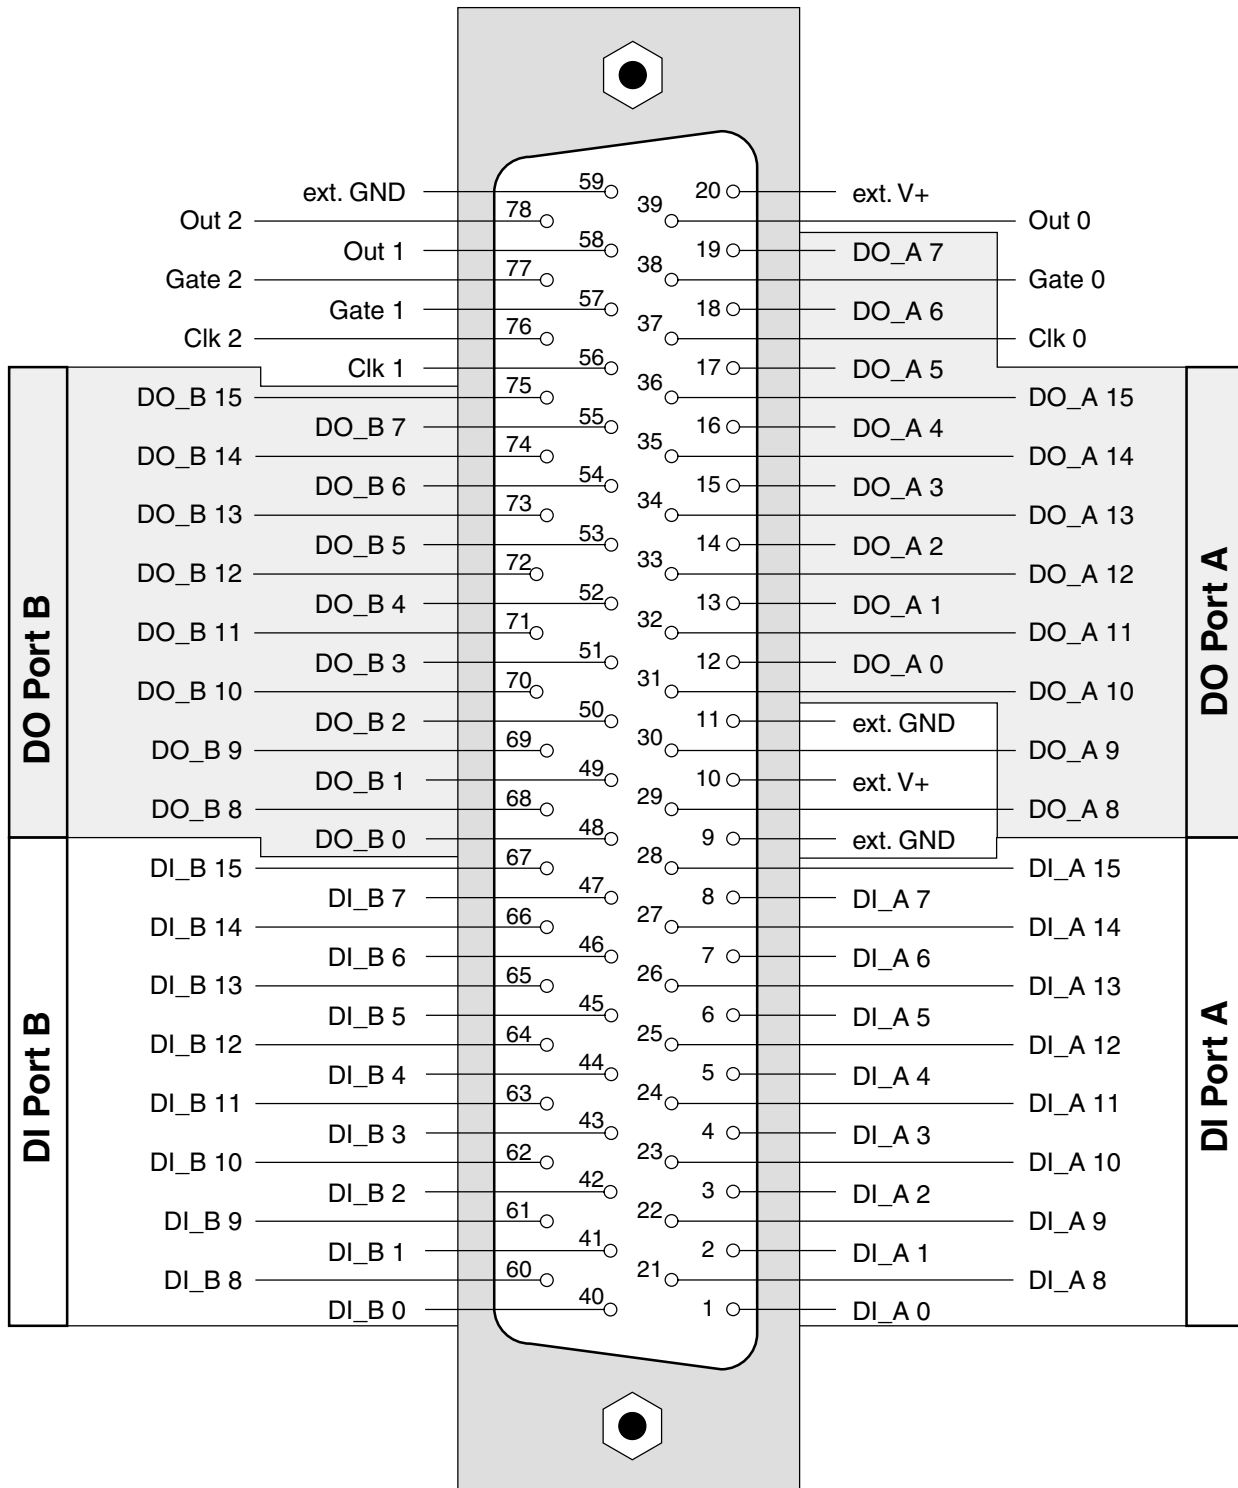 ext. GND 59 20 ext. V+
Out 2 78 39 Out 0
Out 1 58 19 DO_A 7
Gate 2 77 38 Gate 0
Gate 1 57 18 DO_A 6
Clk 2 76 37 Clk 0
Clk 1 56 17 DO_A 5
DO_B 15 75 36 DO_A 15
DO_B 7 55 16 DO_A 4
DO_B 14 74 35 DO_A 14
DO_B 6 54 15 DO_A 3
DO_B 13 73 34 DO_A 13
DO_B 5 53 14 DO_A 2
DO_B 12 72 33 DO_A 12
DO_B 4 52 13 DO_A 1
DO_B 11 71 32 DO_A 11
DO_B 3 51 12 DO_A 0
DO_B 10 70 31 DO_A 10
DO_B 2 50 11 ext. GND
DO_B 9 69 30 DO_A 9
DO_B 1 49 10 ext. V+
DO_B 8 68 29 DO_A 8
DO_B 0 48 9 ext. GND
DI_B 15 67 28 DI_A 15
DI_B 7 47 8 DI_A 7
DI_B 14 66 27 DI_A 14
DI_B 6 46 7 DI_A 6
DI_B 13 65 26 DI_A 13
DI_B 5 45 6 DI_A 5
DI_B 12 64 25 DI_A 12
DI_B 4 44 5 DI_A 4
DI_B 11 63 24 DI_A 11
DI_B 3 43 4 DI_A 3
DI_B 10 62 23 DI_A 10
DI_B 2 42 3 DI_A 2
DI_B 9 61 22 DI_A 9
DI_B 1 41 2 DI_A 1
DI_B 8 60 21 DI_A 8
DI_B 0 40 1 DI_A 0
DO Port B
DI Port B
DO Port A
DI Port A